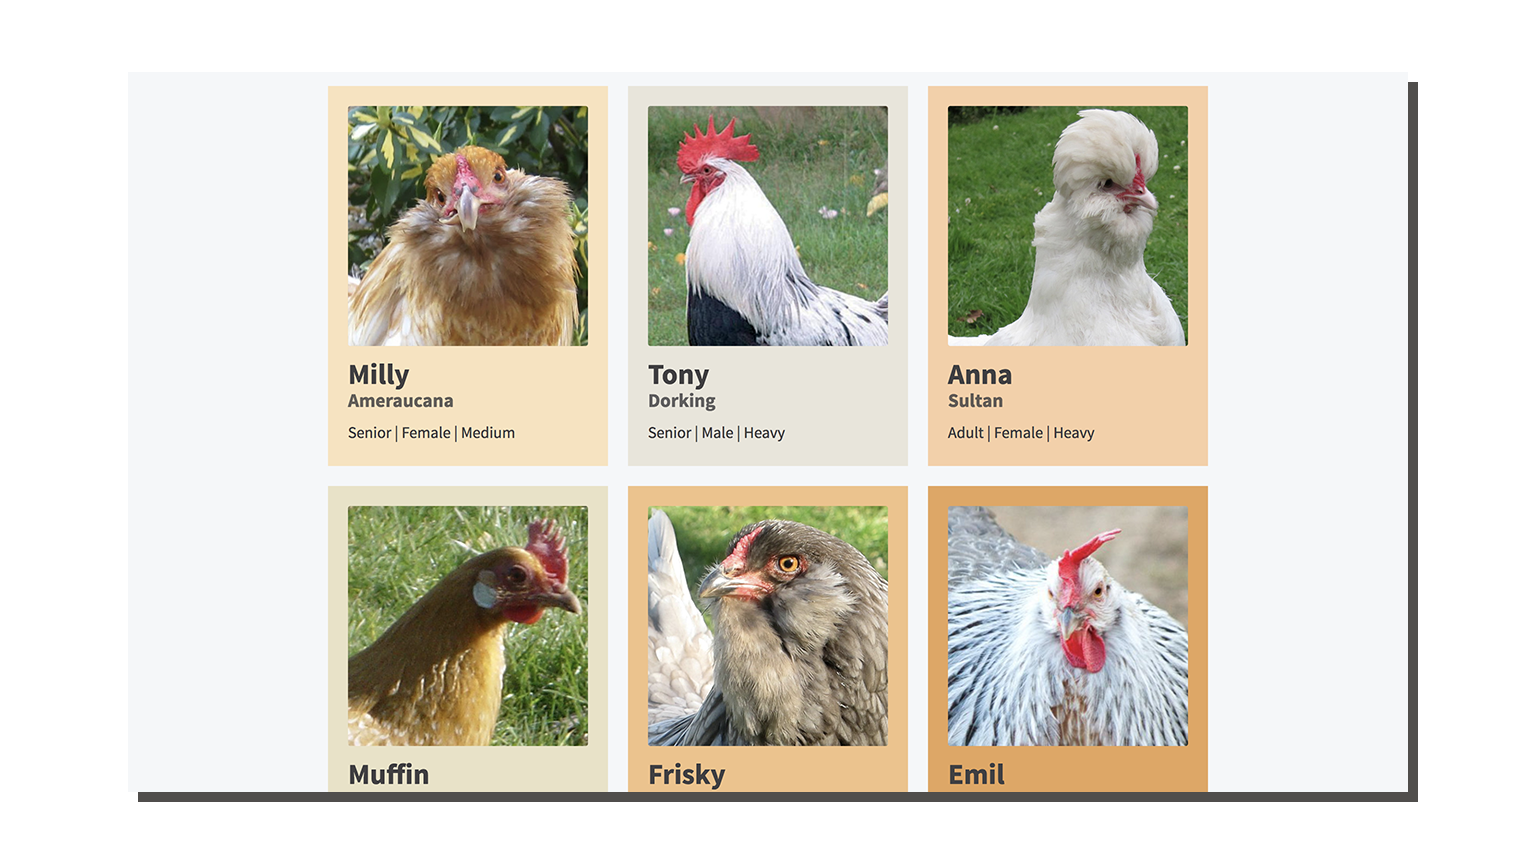 Milly
Ameraucana
Senior | Female | Medium
Tony
Dorking
Senior | Male | Heavy
Anna
Sultan
Adult | Female | Heavy
Muffin
Frisky
Emil